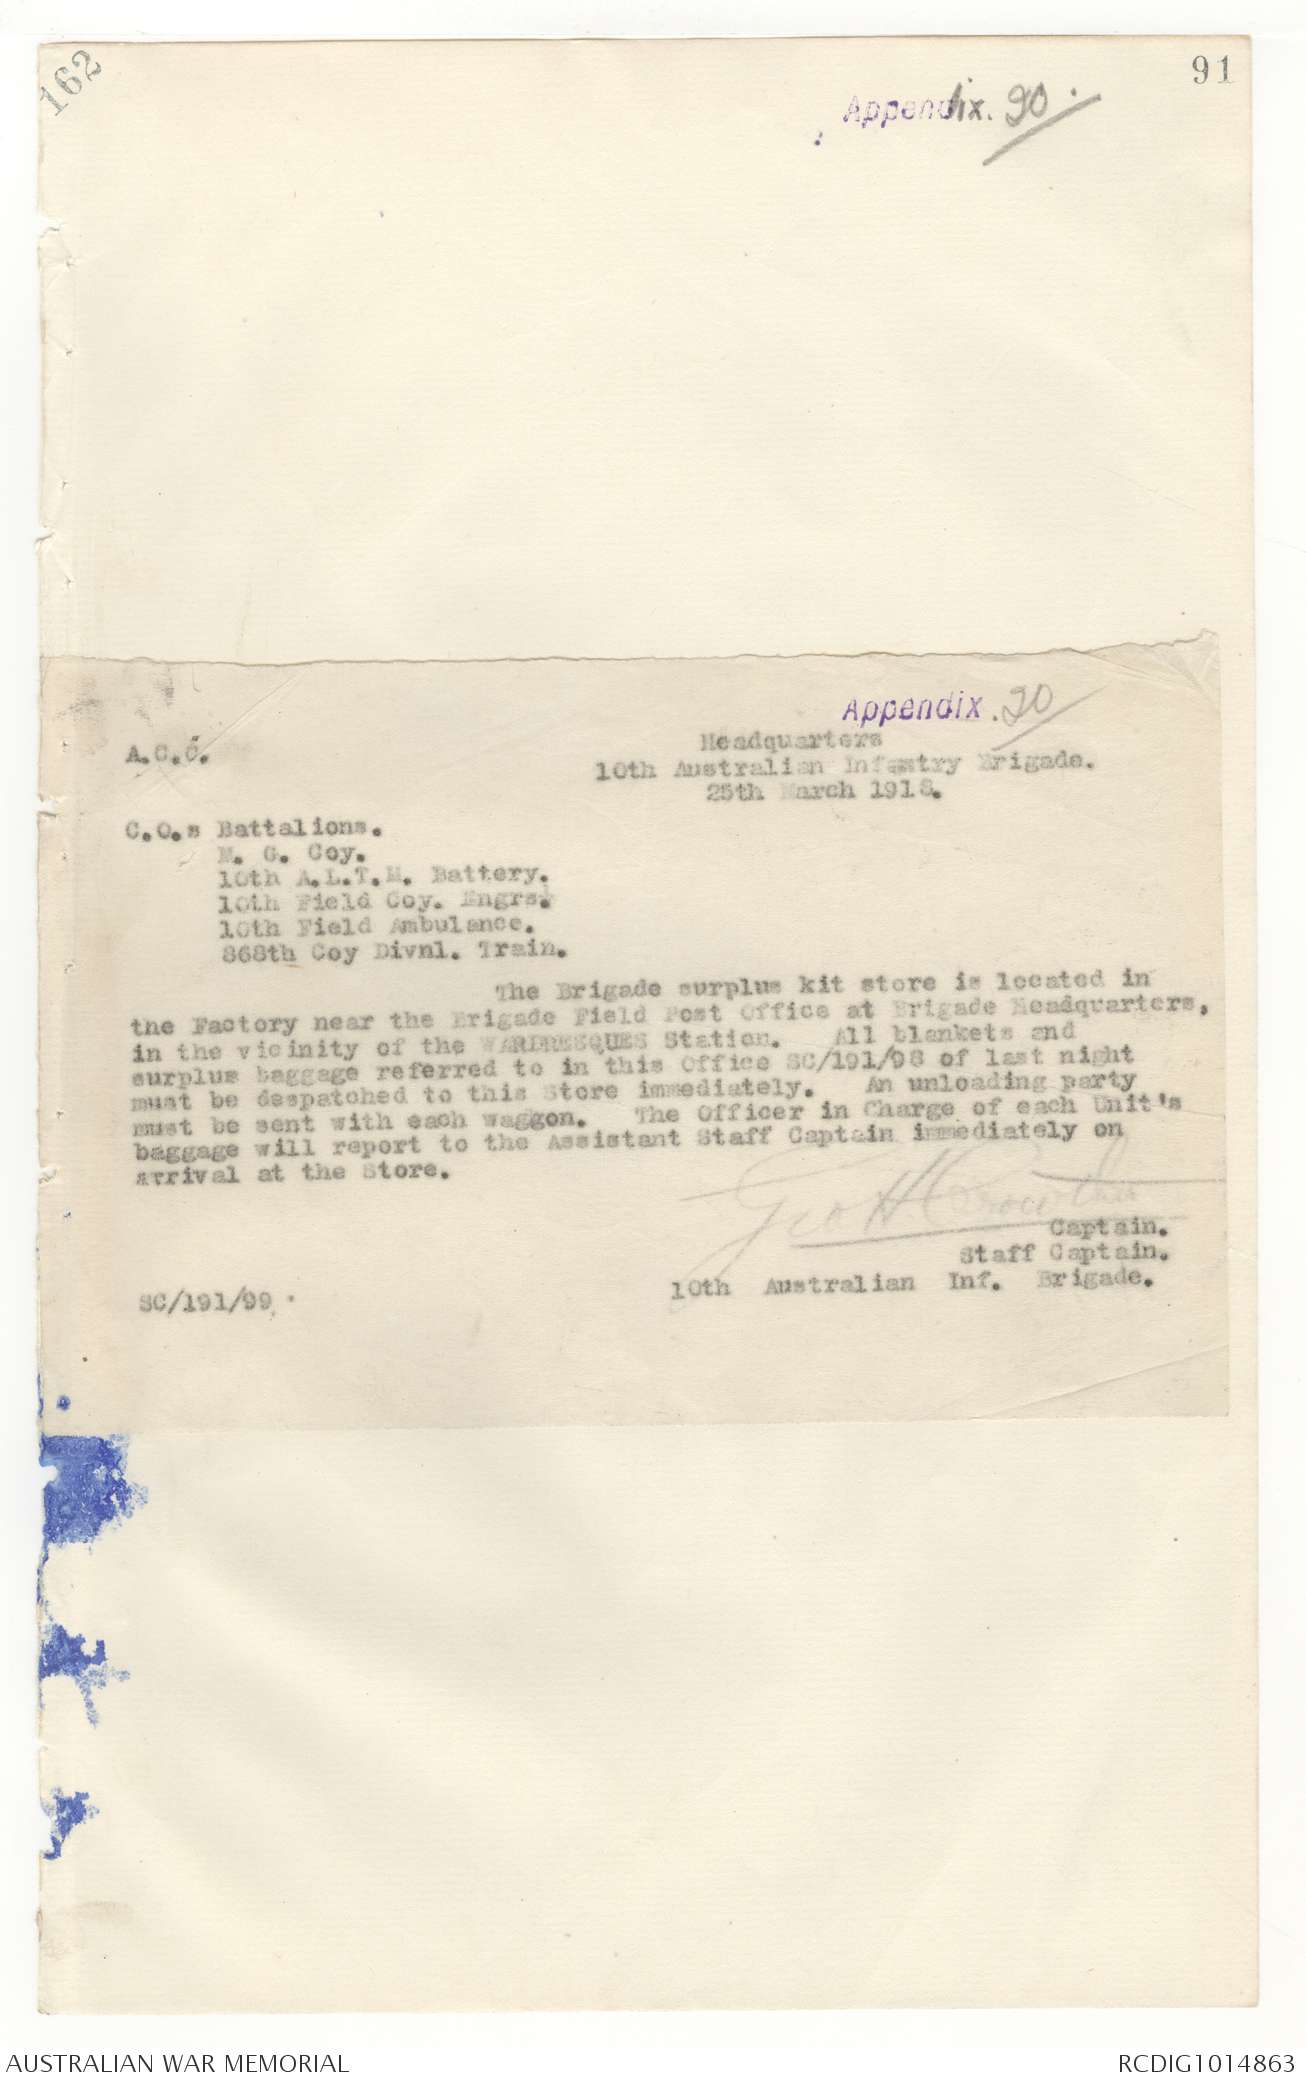 162
91
Appendix. 20.
Appendix. 20
A.C.C.
Headquarters
10th Australian Infantry Brigade.
25th March 1918.
C.O.s Battalions.
M. G. Coy.
10th A.L.T.M. Battery.
10th Field Coy. Engrs.
10th Field Ambulance.
868th Coy Divnl. Train.
The Brigade surplus kit store is located in
the Factory near the Brigade Field Post Office at Brigade Headquarters,
in the vicinity of the WARDRESQUES Station. All blankets and
surplus baggage referred to in this Office SC/191/98 of last night
must be despatched to this Store immediately. An unloading party
must be sent with each waggon. The Officer in Charge of each Unit's
baggage will report to the Assistant Staff Captain immediately on
arrival at the Store.
Geo H. Crowther
Captain.
Staff Captain.
10th Australian Inf. Brigade.
SC/191/99.
AUSTRALIAN WAR MEMORIAL
RCDIG1014863